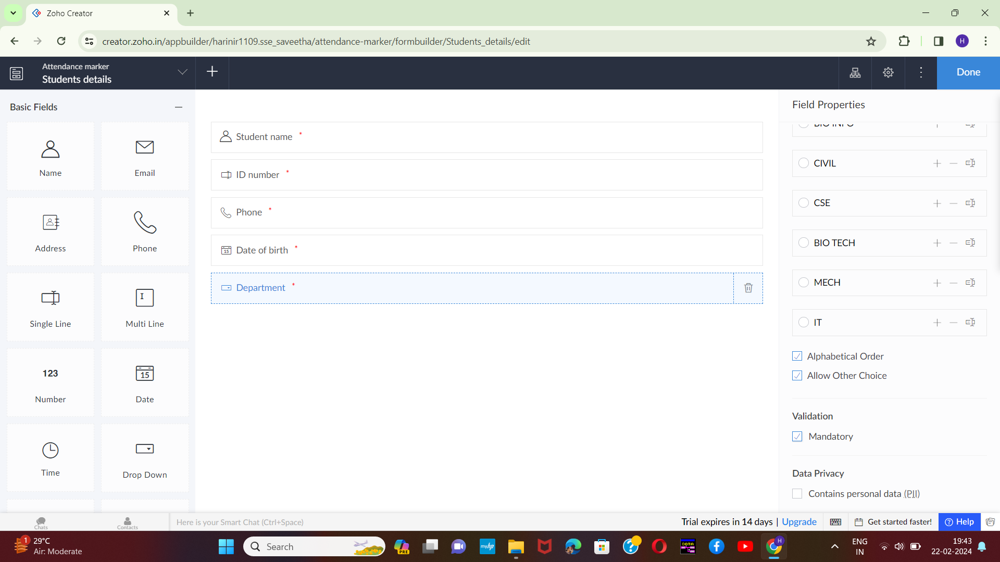 Zoho Creator
creator.zoho.in/appbuilder/harinir1109.sse_saveetha/attendance-marker/formbuilder/Students_details/edit
H
Attendance marker
Students details
Done
Basic Fields
Name
Email
Address
Phone
Single Line
Multi Line
123
Number
15
Date
Time
Drop Down
Student name *
ID number *
Phone *
15 Date of birth *
Department *
Field Properties
BIO INFO
CIVIL
CSE
BIO TECH
MECH
IT
Alphabetical Order
Allow Other Choice
Validation
Mandatory
Data Privacy
Contains personal data (PII)
Chats
Contacts
Here is your Smart Chat (Ctrl+Space)
Trial expires in 14 days | Upgrade
Get started faster!
? Help
1
29°C
Air: Moderate
Search
PRE
myhp
?
DATA
H
ENG
IN
19:43
22-02-2024